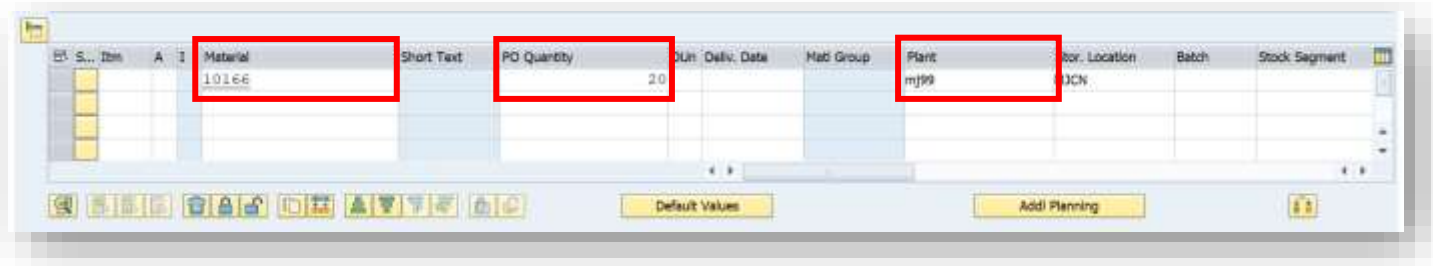 S... Itm A I Material Short Text PO Quantity OUn Deliv. Date Matl Group Plant Stor. Location Batch Stock Segment
10166 20 mj99 MJCN
Default Values Addl Planning